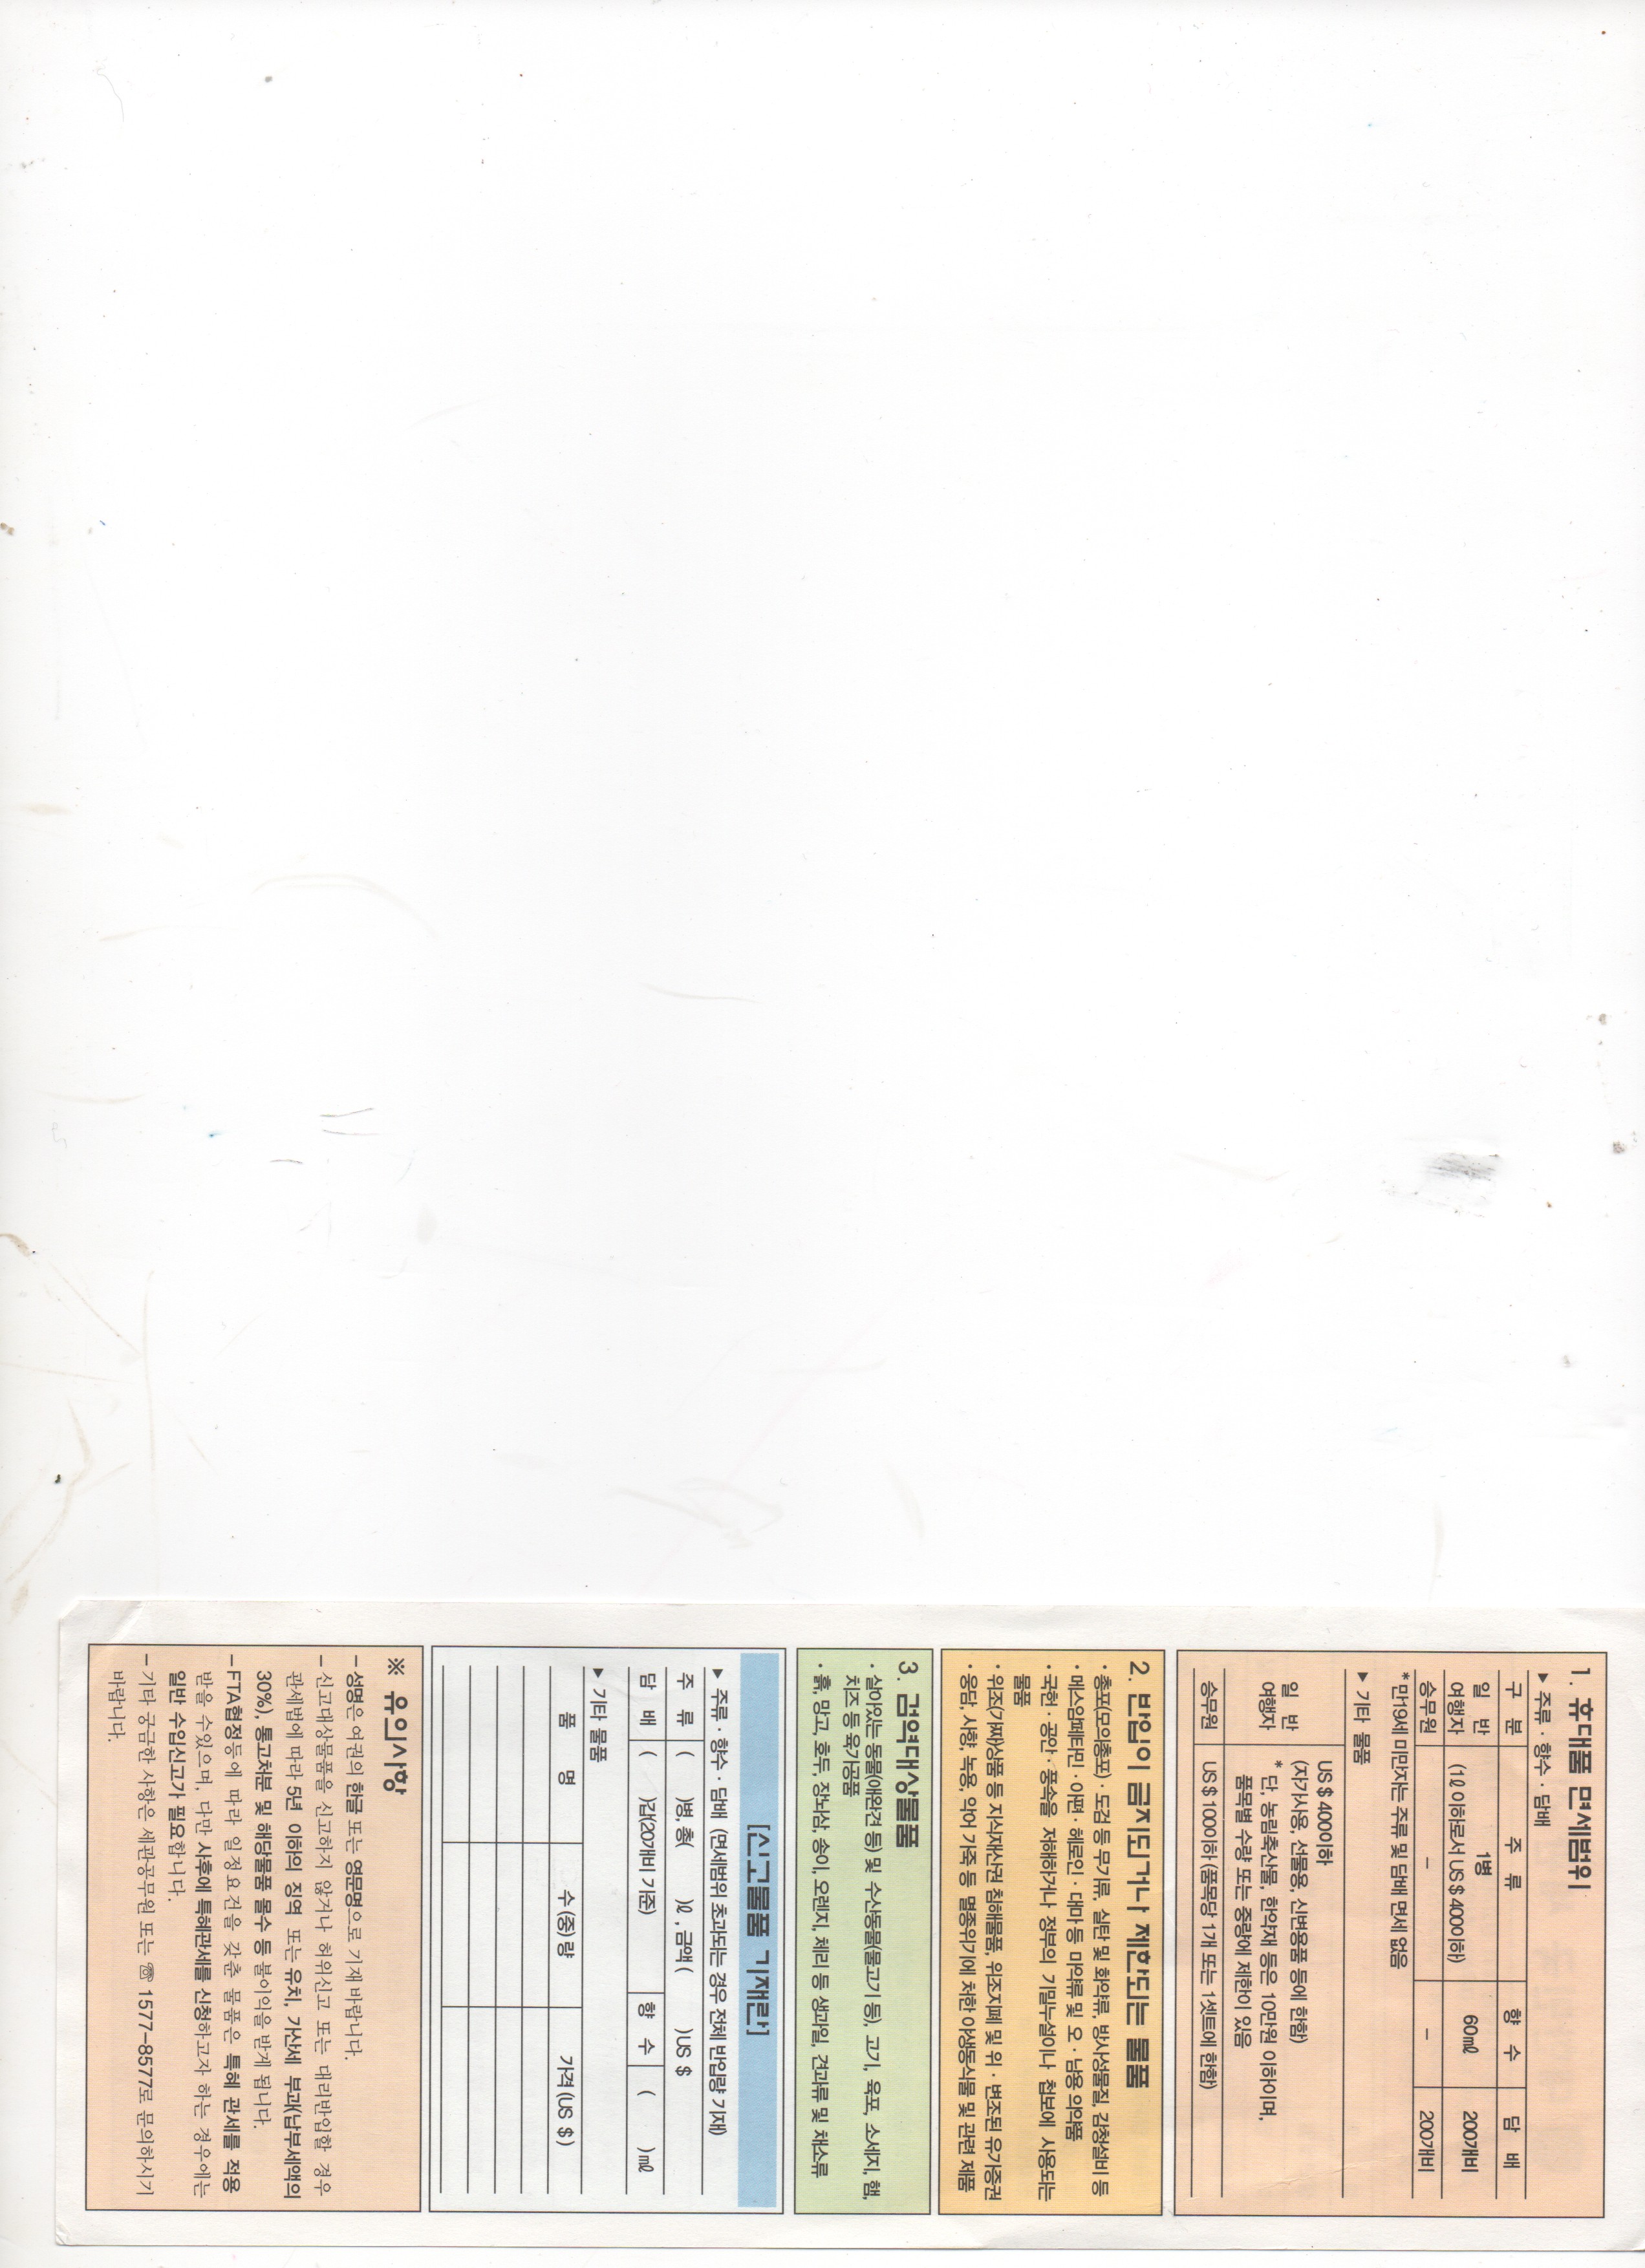 1. 휴대품 면세범위
▶ 주류 · 향수 · 담배
구 분 주 류 향 수 담 배
일 반 여행자 1병 (1ℓ 이하로서 US $ 400이하) 60㎖ 200개비
승무원 – – 200개비
* 만19세 미만자는 주류 및 담배 면세 없음
▶ 기타 물품
일 반 여행자 US $ 400이하
(자가사용, 선물용, 신변용품 등에 한함)
* 단, 농림축산물, 한약재 등은 10만원 이하이며,
품목별 수량 또는 중량에 제한이 있음
승무원 US $ 100이하 (품목당 1개 또는 1셋트에 한함)
2. 반입이 금지되거나 제한되는 물품
· 총포(모의총포) · 도검 등 무기류, 실탄 및 화약류, 방사성물질, 감청설비 등
· 메스암페타민 · 아편 · 헤로인 · 대마 등 마약류 및 오 · 남용 의약품
· 국헌 · 공안 · 풍속을 저해하거나 정부의 기밀누설이나 첩보에 사용되는
물품
· 위조(가짜)상품 등 지식재산권 침해물품, 위조지폐 및 위 · 변조된 유가증권
· 웅담, 사향, 녹용, 악어 가죽 등 멸종위기에 처한 야생동식물 및 관련 제품
3. 검역대상물품
· 살아있는 동물(애완견 등) 및 수산동물(물고기 등), 고기, 육포, 소세지, 햄,
치즈 등 육가공품
· 흙, 망고, 호두, 장뇌삼, 송이, 오렌지, 체리 등 생과일, 견과류 및 채소류
[신고물품 기재란]
▶ 주류 · 향수 · 담배 (면세범위 초과되는 경우 전체 반입량 기재)
주 류 ( )병, 총( )ℓ, 금액( )US $
담 배 ( )갑(20개비 기준) 향 수 ( )㎖
▶ 기타 물품
품 명 수(중)량 가격(US $)
※ 유의사항
– 성명은 여권의 한글 또는 영문명으로 기재 바랍니다.
– 신고대상물품을 신고하지 않거나 허위신고 또는 대리반입할 경우
관세법에 따라 5년 이하의 징역 또는 유치, 가산세 부과(납부세액의
30%), 통고처분 및 해당물품 몰수 등 불이익을 받게 됩니다.
– FTA협정등에 따라 일정요건을 갖춘 물품은 특혜 관세를 적용
받을 수있으며, 다만 사후에 특혜관세를 신청하고자 하는 경우에는
일반 수입신고가 필요합니다.
– 기타 궁금한 사항은 세관공무원 또는 ☏ 1577–8577로 문의하시기
바랍니다.